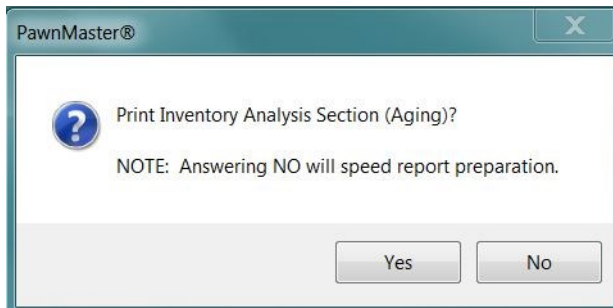 PawnMaster®
X
?
Print Inventory Analysis Section (Aging)?
NOTE:  Answering NO will speed report preparation.
Yes No